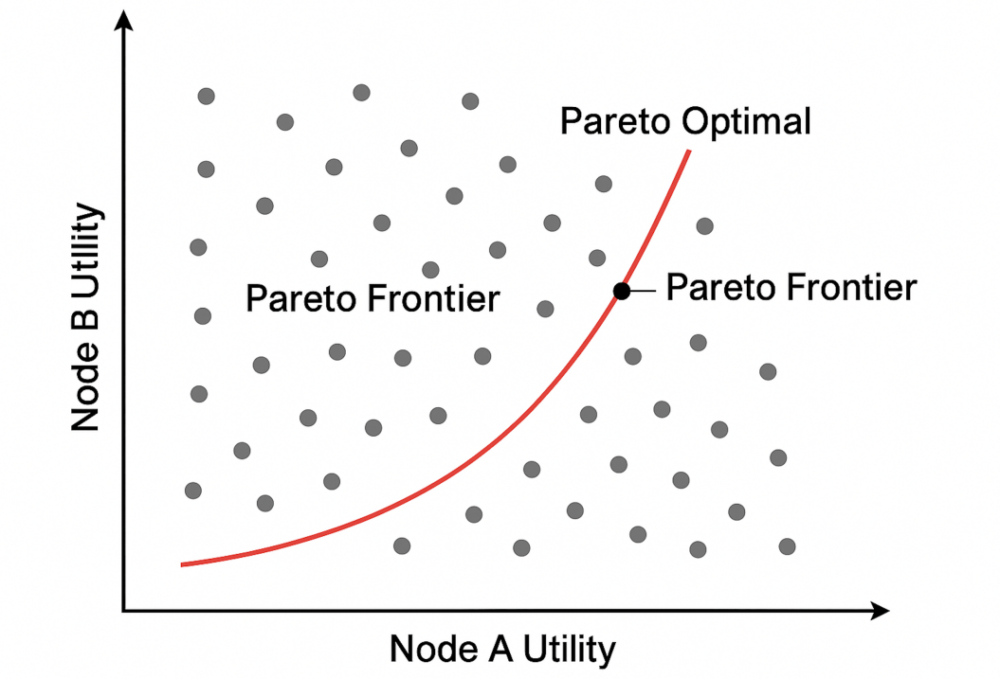 Pareto Optimal
Pareto Frontier
Pareto Frontier
Node B Utility
Node A Utility